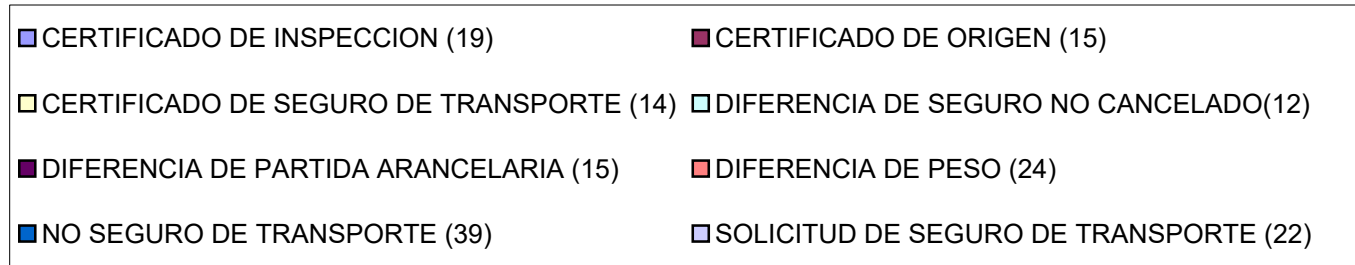 CERTIFICADO DE INSPECCION (19) CERTIFICADO DE ORIGEN (15)
CERTIFICADO DE SEGURO DE TRANSPORTE (14) DIFERENCIA DE SEGURO NO CANCELADO(12)
DIFERENCIA DE PARTIDA ARANCELARIA (15) DIFERENCIA DE PESO (24)
NO SEGURO DE TRANSPORTE (39) SOLICITUD DE SEGURO DE TRANSPORTE (22)